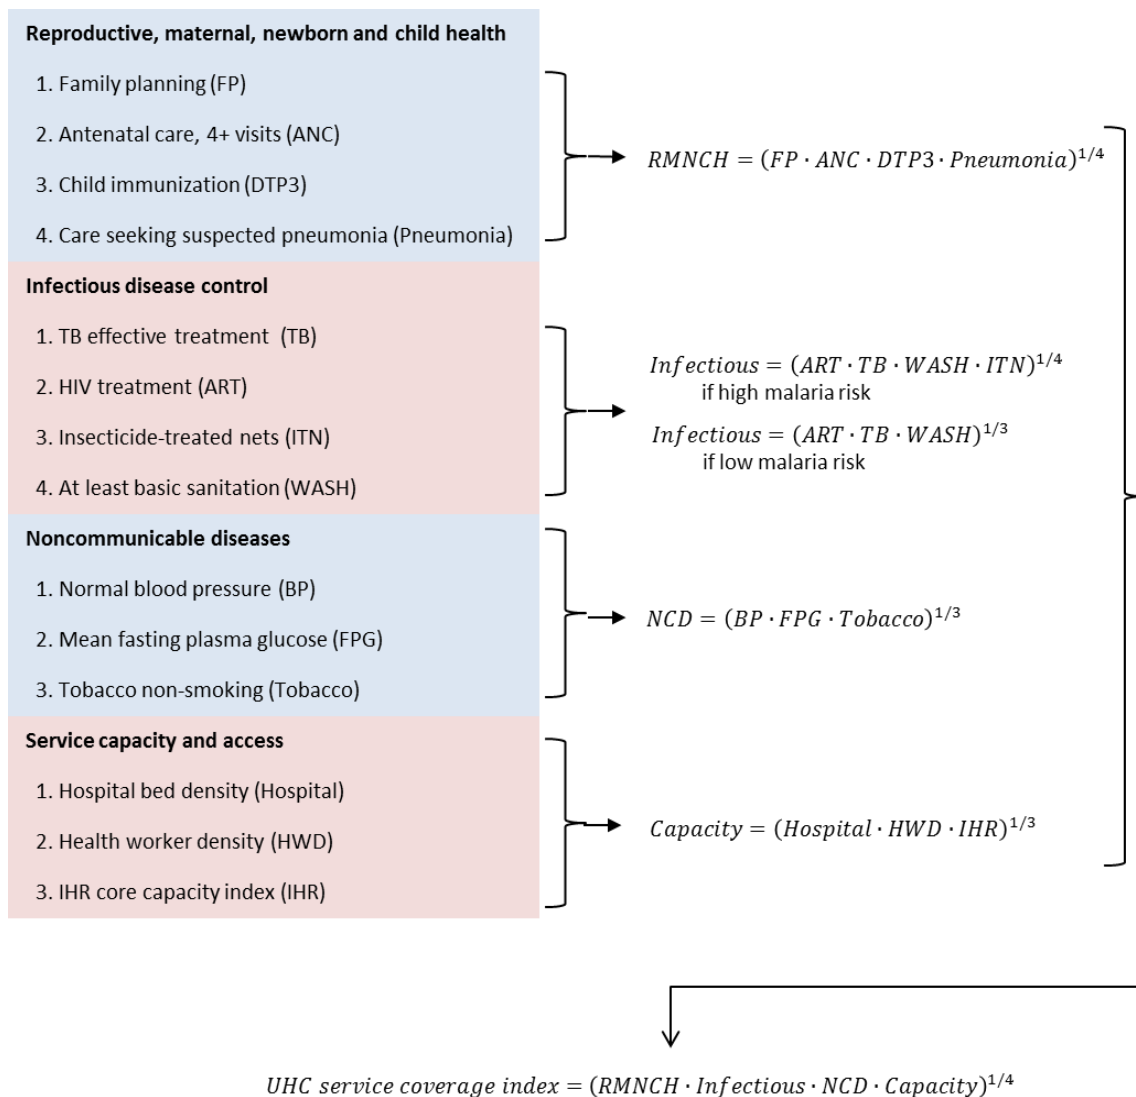 Reproductive, maternal, newborn and child health
1. Family planning (FP)
2. Antenatal care, 4+ visits (ANC)
3. Child immunization (DTP3)
4. Care seeking suspected pneumonia (Pneumonia)
RMNCH = (FP · ANC · DTP3 · Pneumonia)^{1/4}
Infectious disease control
1. TB effective treatment (TB)
2. HIV treatment (ART)
3. Insecticide-treated nets (ITN)
4. At least basic sanitation (WASH)
Infectious = (ART · TB · WASH · ITN)^{1/4}
if high malaria risk
Infectious = (ART · TB · WASH)^{1/3}
if low malaria risk
Noncommunicable diseases
1. Normal blood pressure (BP)
2. Mean fasting plasma glucose (FPG)
3. Tobacco non-smoking (Tobacco)
NCD = (BP · FPG · Tobacco)^{1/3}
Service capacity and access
1. Hospital bed density (Hospital)
2. Health worker density (HWD)
3. IHR core capacity index (IHR)
Capacity = (Hospital · HWD · IHR)^{1/3}
UHC service coverage index = (RMNCH · Infectious · NCD · Capacity)^{1/4}